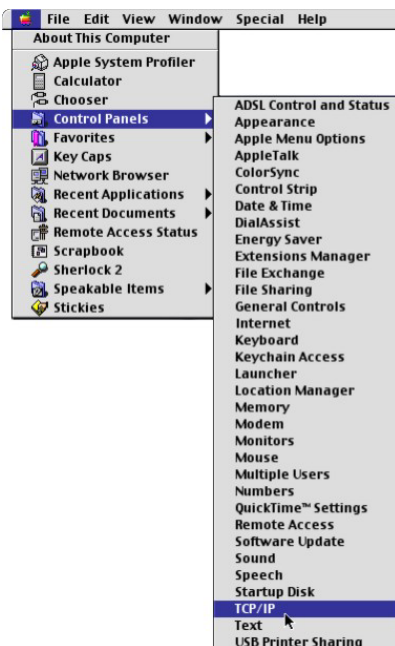 File Edit View Window Special Help
About This Computer
Apple System Profiler
Calculator
Chooser
Control Panels
Favorites
Key Caps
Network Browser
Recent Applications
Recent Documents
Remote Access Status
Scrapbook
Sherlock 2
Speakable Items
Stickies
ADSL Control and Status
Appearance
Apple Menu Options
AppleTalk
ColorSync
Control Strip
Date & Time
DialAssist
Energy Saver
Extensions Manager
File Exchange
File Sharing
General Controls
Internet
Keyboard
Keychain Access
Launcher
Location Manager
Memory
Modem
Monitors
Mouse
Multiple Users
Numbers
QuickTime™ Settings
Remote Access
Software Update
Sound
Speech
Startup Disk
TCP/IP
Text
USB Printer Sharing